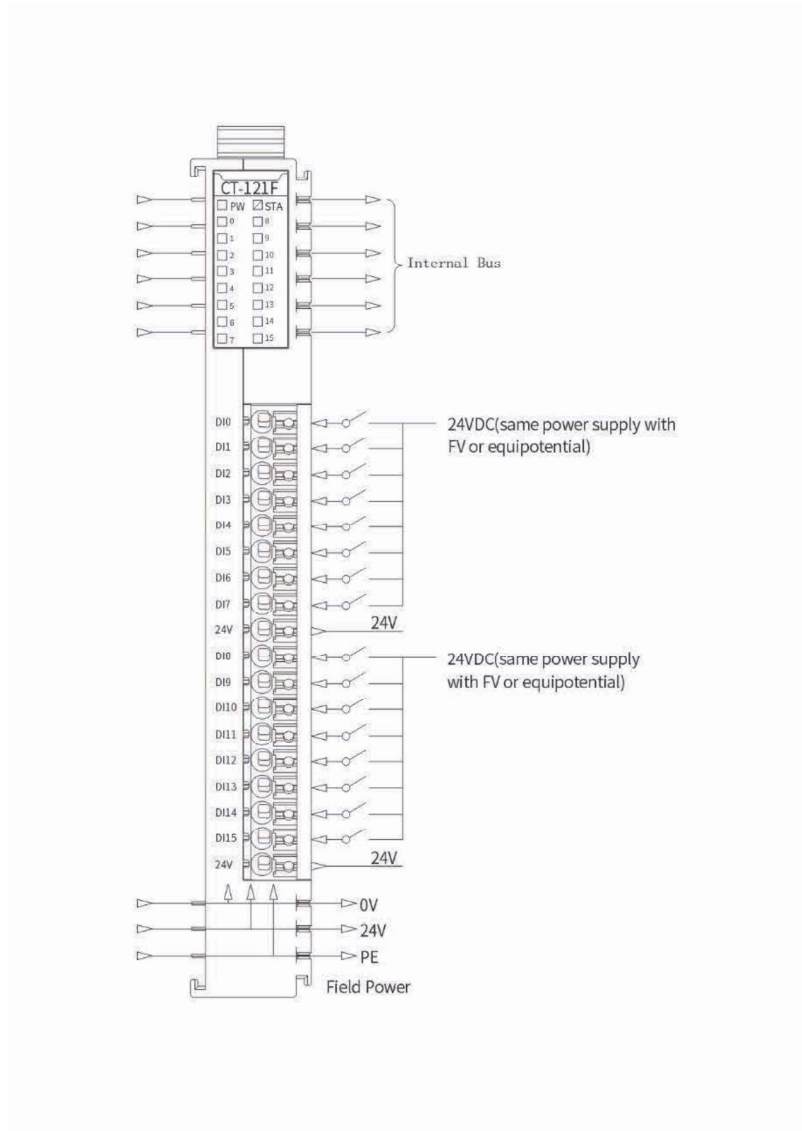 CT-121F
PW STA
0 8
1 9
2 10
3 11
4 12
5 13
6 14
7 15
Internal Bus
DI0
24VDC(same power supply with
FV or equipotential)
DI1
DI2
DI3
DI4
DI5
DI6
DI7
24V 24V
DI8
24VDC(same power supply
with FV or equipotential)
DI9
DI10
DI11
DI12
DI13
DI14
DI15
24V 24V
0V
24V
PE
Field Power